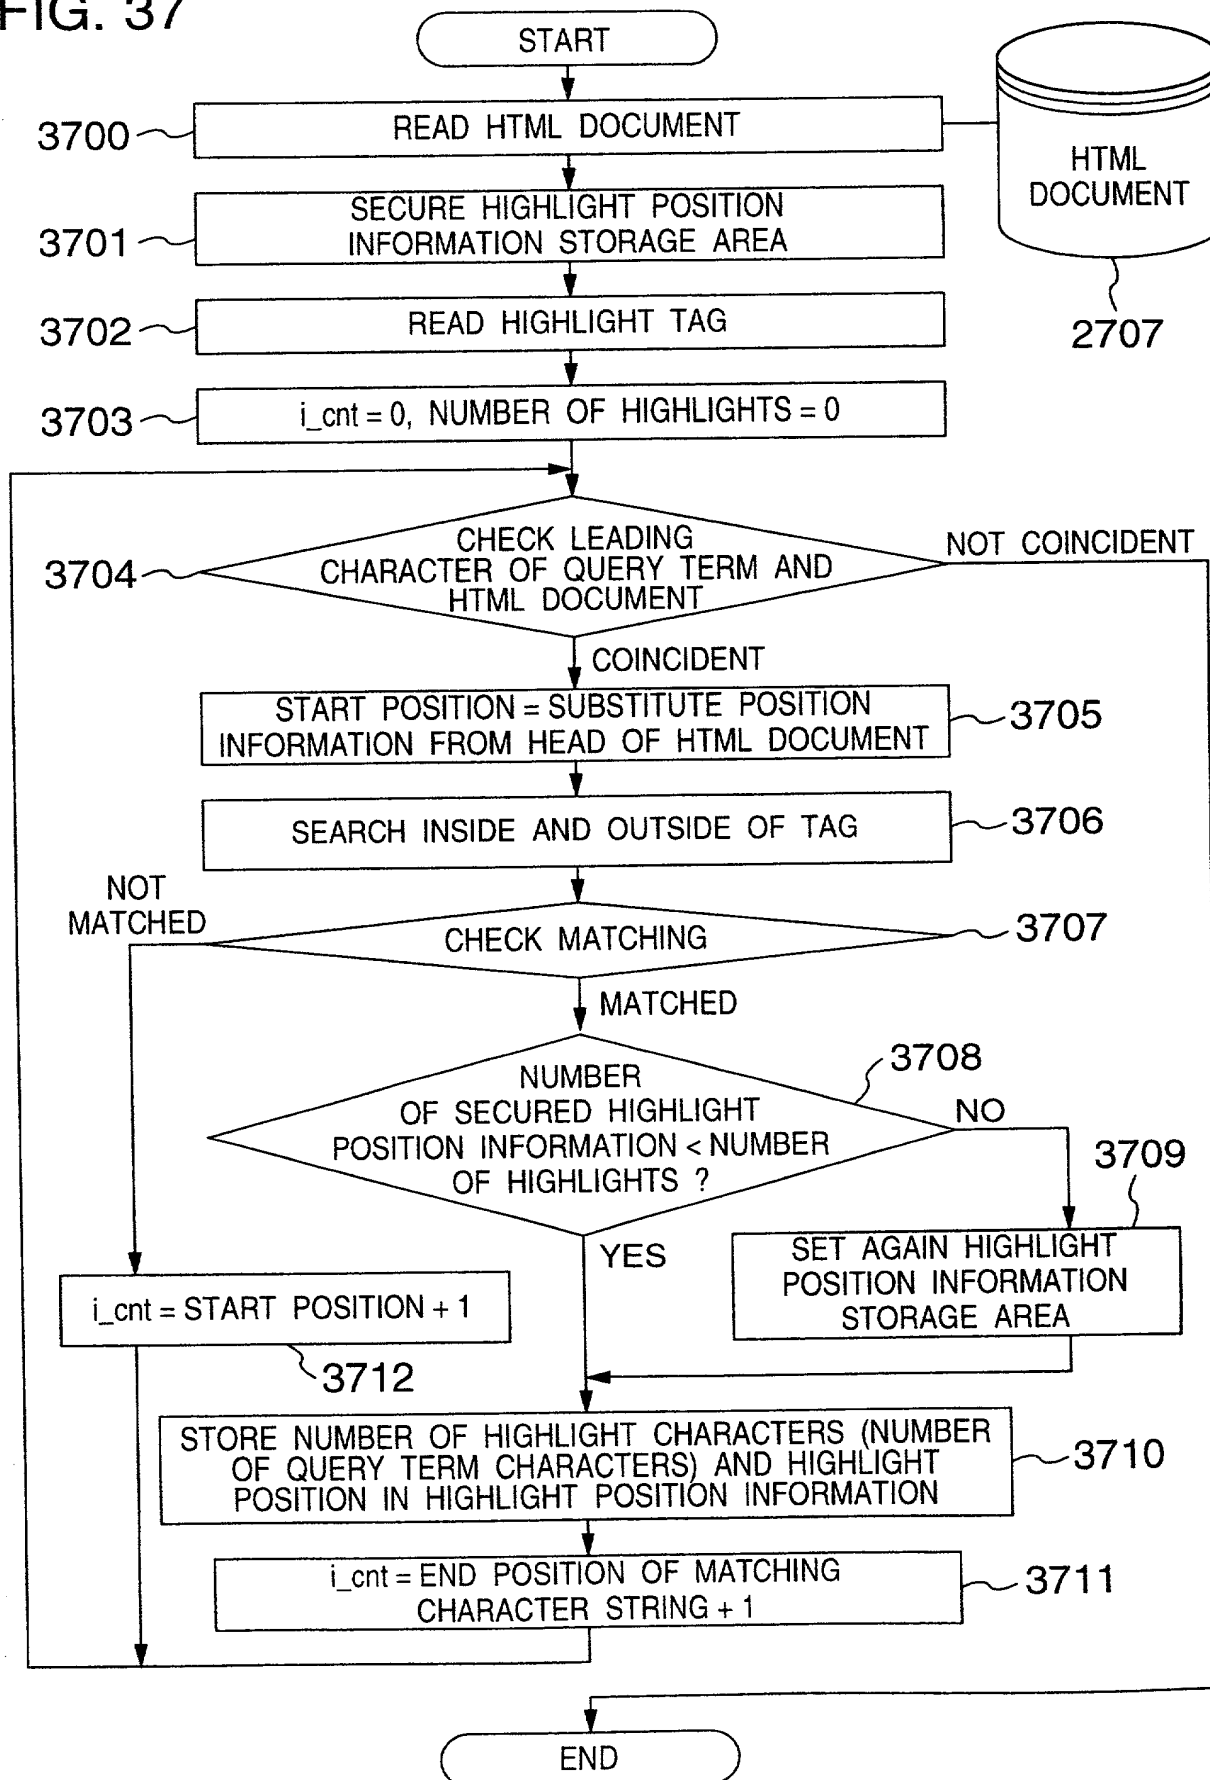 FIG. 37
START
3700
READ HTML DOCUMENT
HTML
DOCUMENT
2707
3701
SECURE HIGHLIGHT POSITION
INFORMATION STORAGE AREA
3702
READ HIGHLIGHT TAG
3703
i_cnt = 0, NUMBER OF HIGHLIGHTS = 0
3704
CHECK LEADING
CHARACTER OF QUERY TERM AND
HTML DOCUMENT
NOT COINCIDENT
COINCIDENT
START POSITION = SUBSTITUTE POSITION
INFORMATION FROM HEAD OF HTML DOCUMENT
3705
SEARCH INSIDE AND OUTSIDE OF TAG
3706
NOT
MATCHED
CHECK MATCHING
3707
MATCHED
NUMBER
OF SECURED HIGHLIGHT
POSITION INFORMATION < NUMBER
OF HIGHLIGHTS ?
3708
NO
YES
3709
SET AGAIN HIGHLIGHT
POSITION INFORMATION
STORAGE AREA
i_cnt = START POSITION + 1
3712
STORE NUMBER OF HIGHLIGHT CHARACTERS (NUMBER
OF QUERY TERM CHARACTERS) AND HIGHLIGHT
POSITION IN HIGHLIGHT POSITION INFORMATION
3710
i_cnt = END POSITION OF MATCHING
CHARACTER STRING + 1
3711
END